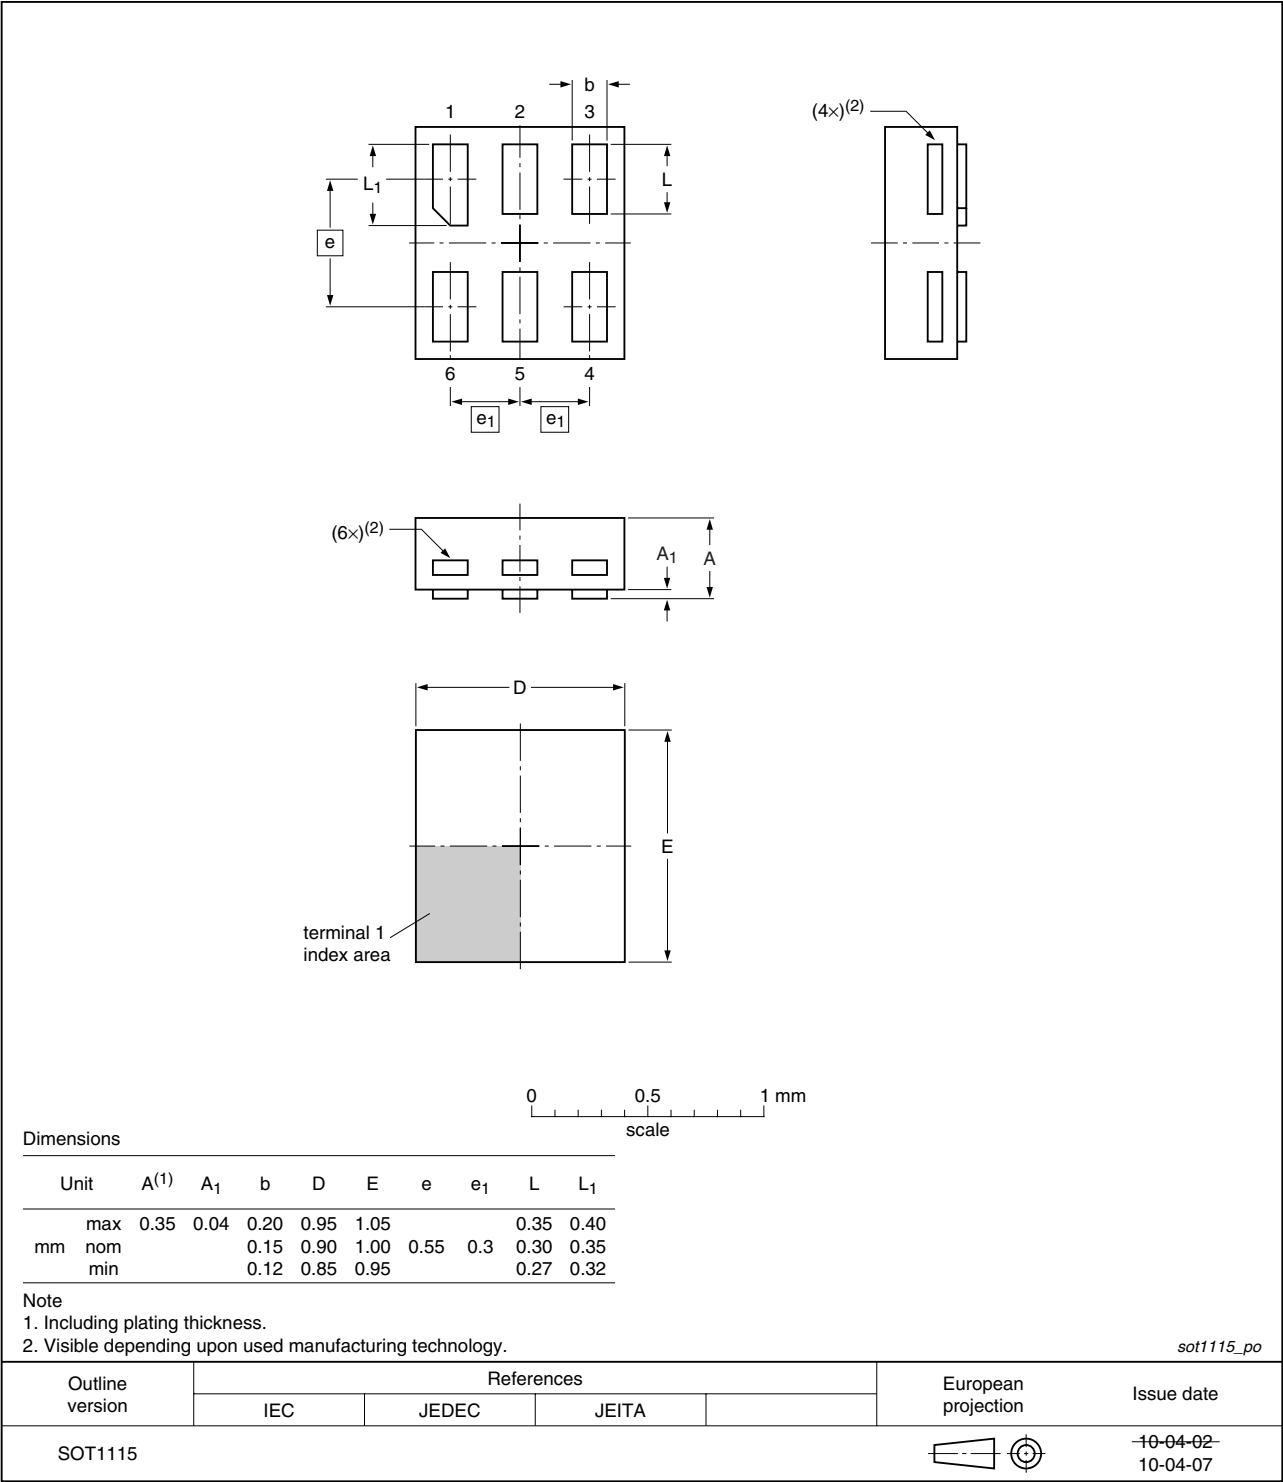 b
1 2 3
(4×)(2)
L1
L
e
6 5 4
e1 e1
(6×)(2)
A1
A
D
E
terminal 1
index area
0 0.5 1 mm
scale
Dimensions
Unit A(1) A1 b D E e e1 L L1
max 0.35 0.04 0.20 0.95 1.05 0.35 0.40
mm nom 0.15 0.90 1.00 0.55 0.3 0.30 0.35
min 0.12 0.85 0.95 0.27 0.32
Note
1. Including plating thickness.
2. Visible depending upon used manufacturing technology.
sot1115_po
Outline
version
References
IEC JEDEC JEITA
European
projection
Issue date
SOT1115
10-04-02
10-04-07